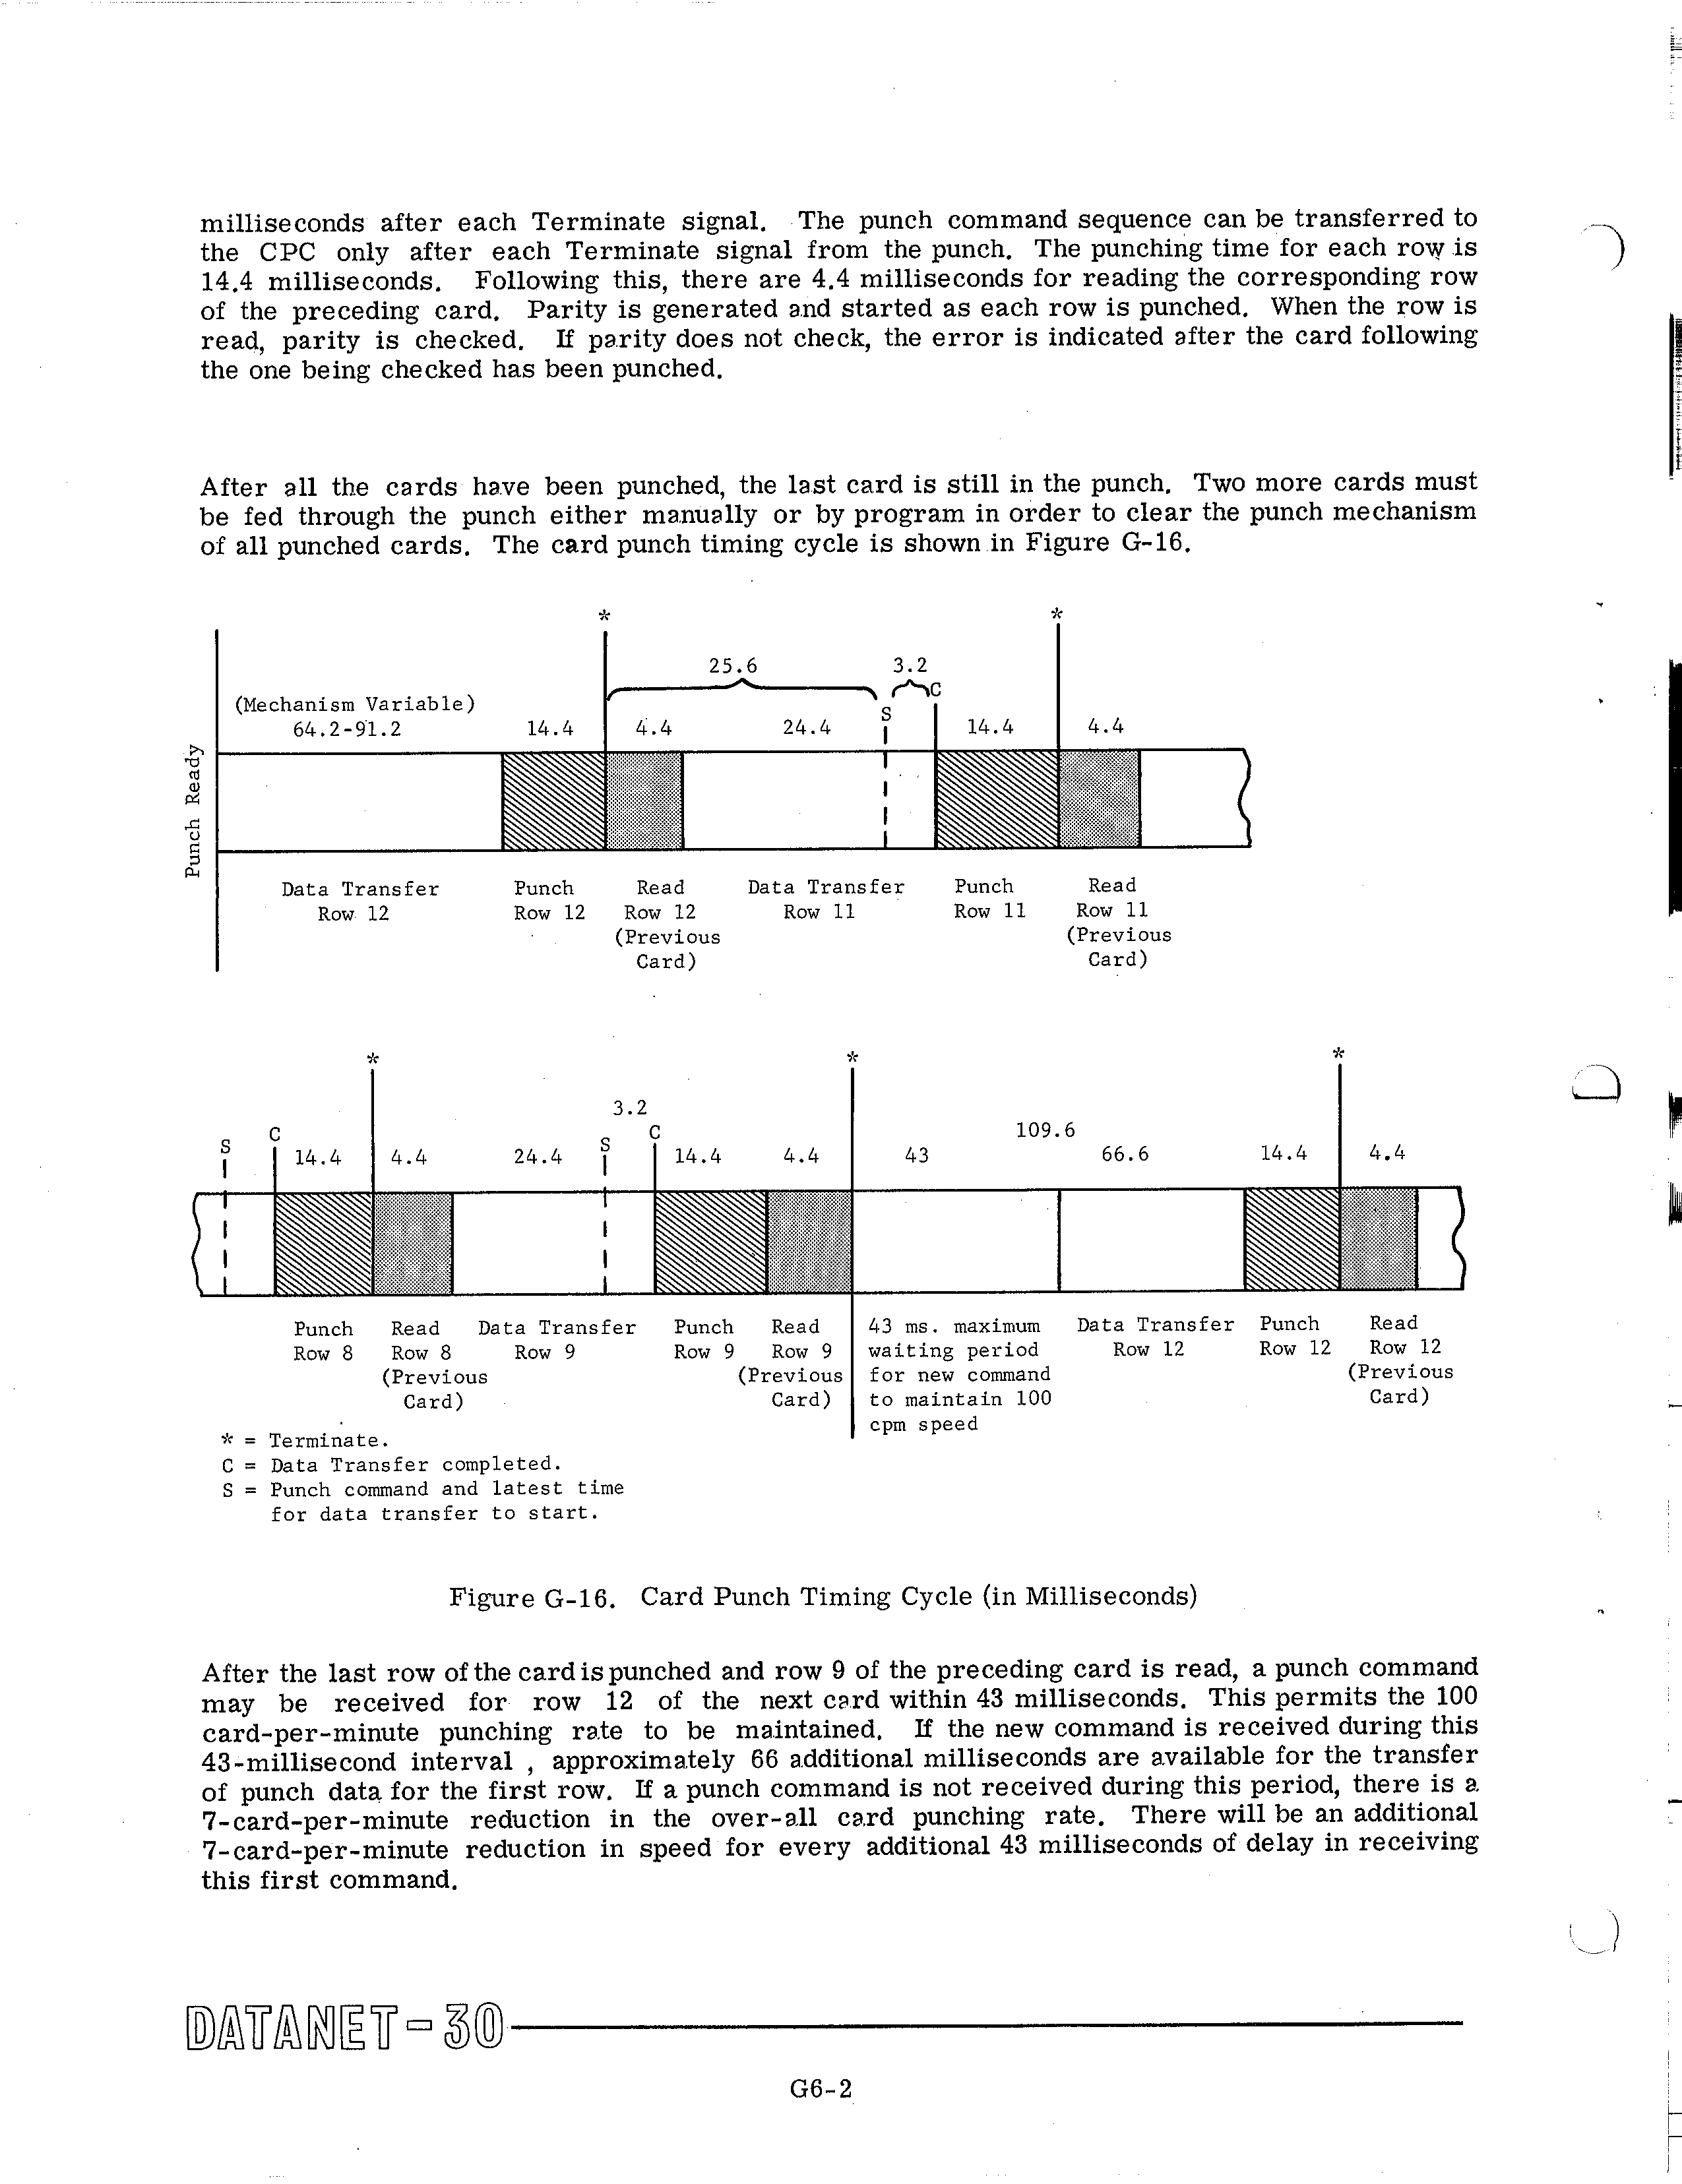 milliseconds after each Terminate signal. The punch command sequence can be transferred to
the CPC only after each Terminate signal from the punch. The punching time for each row is
14.4 milliseconds. Following this, there are 4.4 milliseconds for reading the corresponding row
of the preceding card. Parity is generated and started as each row is punched. When the row is
read, parity is checked. If parity does not check, the error is indicated after the card following
the one being checked has been punched.
After all the cards have been punched, the last card is still in the punch. Two more cards must
be fed through the punch either manually or by program in order to clear the punch mechanism
of all punched cards. The card punch timing cycle is shown in Figure G-16.
* *
25.6 3.2
(Mechanism Variable) C
S
64.2-91.2 14.4 4.4 24.4 14.4 4.4
Punch Ready
Data Transfer Punch Read Data Transfer Punch Read
Row 12 Row 12 Row 12 Row 11 Row 11 Row 11
(Previous (Previous
Card) Card)
* * *
3.2
109.6
S C S C
14.4 4.4 24.4 14.4 4.4 43 66.6 14.4 4.4
Punch Read Data Transfer Punch Read 43 ms. maximum Data Transfer Punch Read
Row 8 Row 8 Row 9 Row 9 Row 9 waiting period Row 12 Row 12 Row 12
(Previous (Previous for new command (Previous
Card) Card) to maintain 100 Card)
cpm speed
* = Terminate.
C = Data Transfer completed.
S = Punch command and latest time
for data transfer to start.
Figure G-16. Card Punch Timing Cycle (in Milliseconds)
After the last row of the card is punched and row 9 of the preceding card is read, a punch command
may be received for row 12 of the next card within 43 milliseconds. This permits the 100
card-per-minute punching rate to be maintained. If the new command is received during this
43-millisecond interval , approximately 66 additional milliseconds are available for the transfer
of punch data for the first row. If a punch command is not received during this period, there is a
7-card-per-minute reduction in the over-all card punching rate. There will be an additional
7-card-per-minute reduction in speed for every additional 43 milliseconds of delay in receiving
this first command.
DATANET-30
G6-2